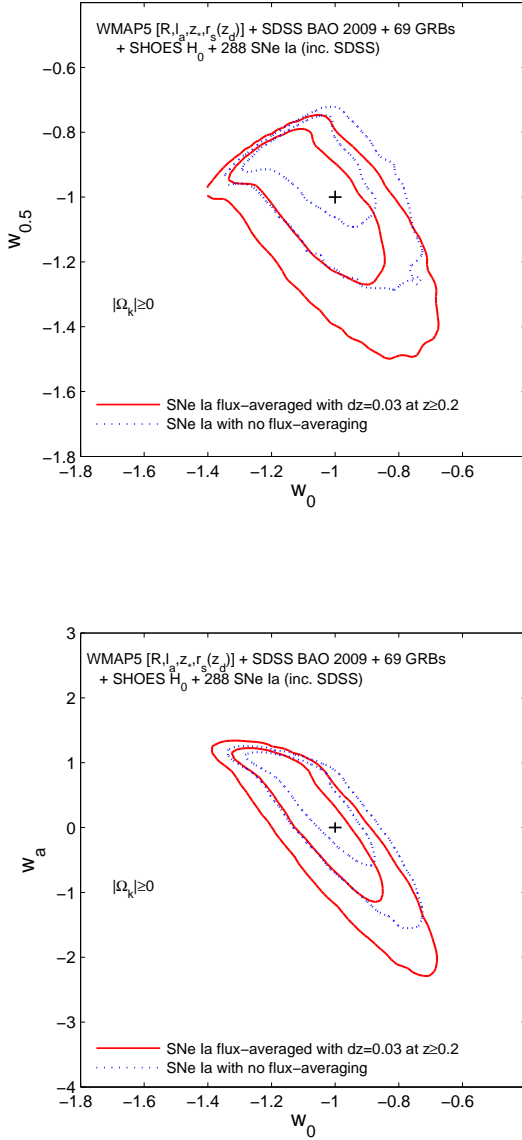 WMAP5 [R,l_a,z_*,r_s(z_d)] + SDSS BAO 2009 + 69 GRBs
+ SHOES H_0 + 288 SNe Ia (inc. SDSS)
−0.6
−0.8
−1
−1.2
−1.4
−1.6
−1.8
w_0.5
|Ω_k|≥0
SNe Ia flux−averaged with dz=0.03 at z≥0.2
SNe Ia with no flux−averaging
−1.8 −1.6 −1.4 −1.2 −1 −0.8 −0.6
w_0
WMAP5 [R,l_a,z_*,r_s(z_d)] + SDSS BAO 2009 + 69 GRBs
+ SHOES H_0 + 288 SNe Ia (inc. SDSS)
3
2
1
0
−1
−2
−3
−4
w_a
|Ω_k|≥0
SNe Ia flux−averaged with dz=0.03 at z≥0.2
SNe Ia with no flux−averaging
−1.8 −1.6 −1.4 −1.2 −1 −0.8 −0.6
w_0